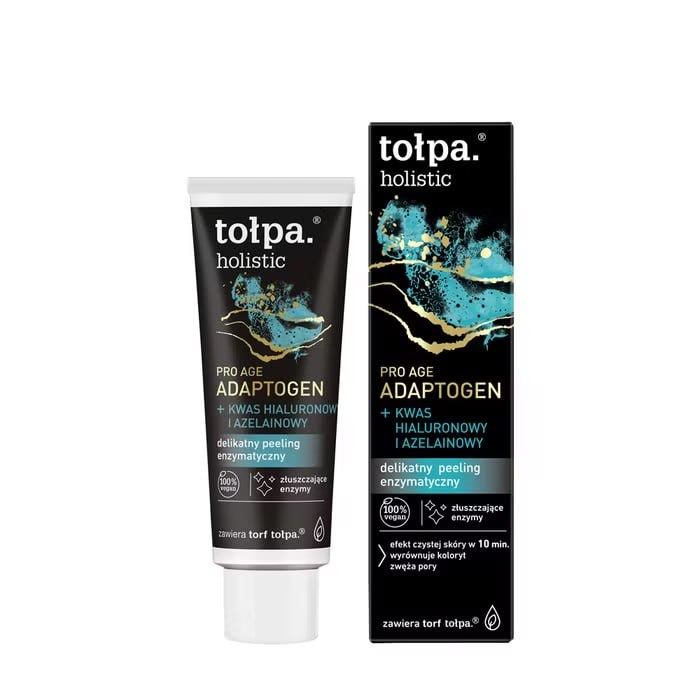 tołpa.®
holistic
PRO AGE
ADAPTOGEN
+ KWAS HIALURONOWY
I AZELAINOWY
delikatny peeling
enzymatyczny
100%
vegan
złuszczające
enzymy
zawiera torf tołpa.®
tołpa.®
holistic
PRO AGE
ADAPTOGEN
+ KWAS
HIALURONOWY
I AZELAINOWY
delikatny peeling
enzymatyczny
100%
vegan
złuszczające
enzymy
efekt czystej skóry w 10 min.
wyrównuje koloryt
zwęża pory
zawiera torf tołpa.®